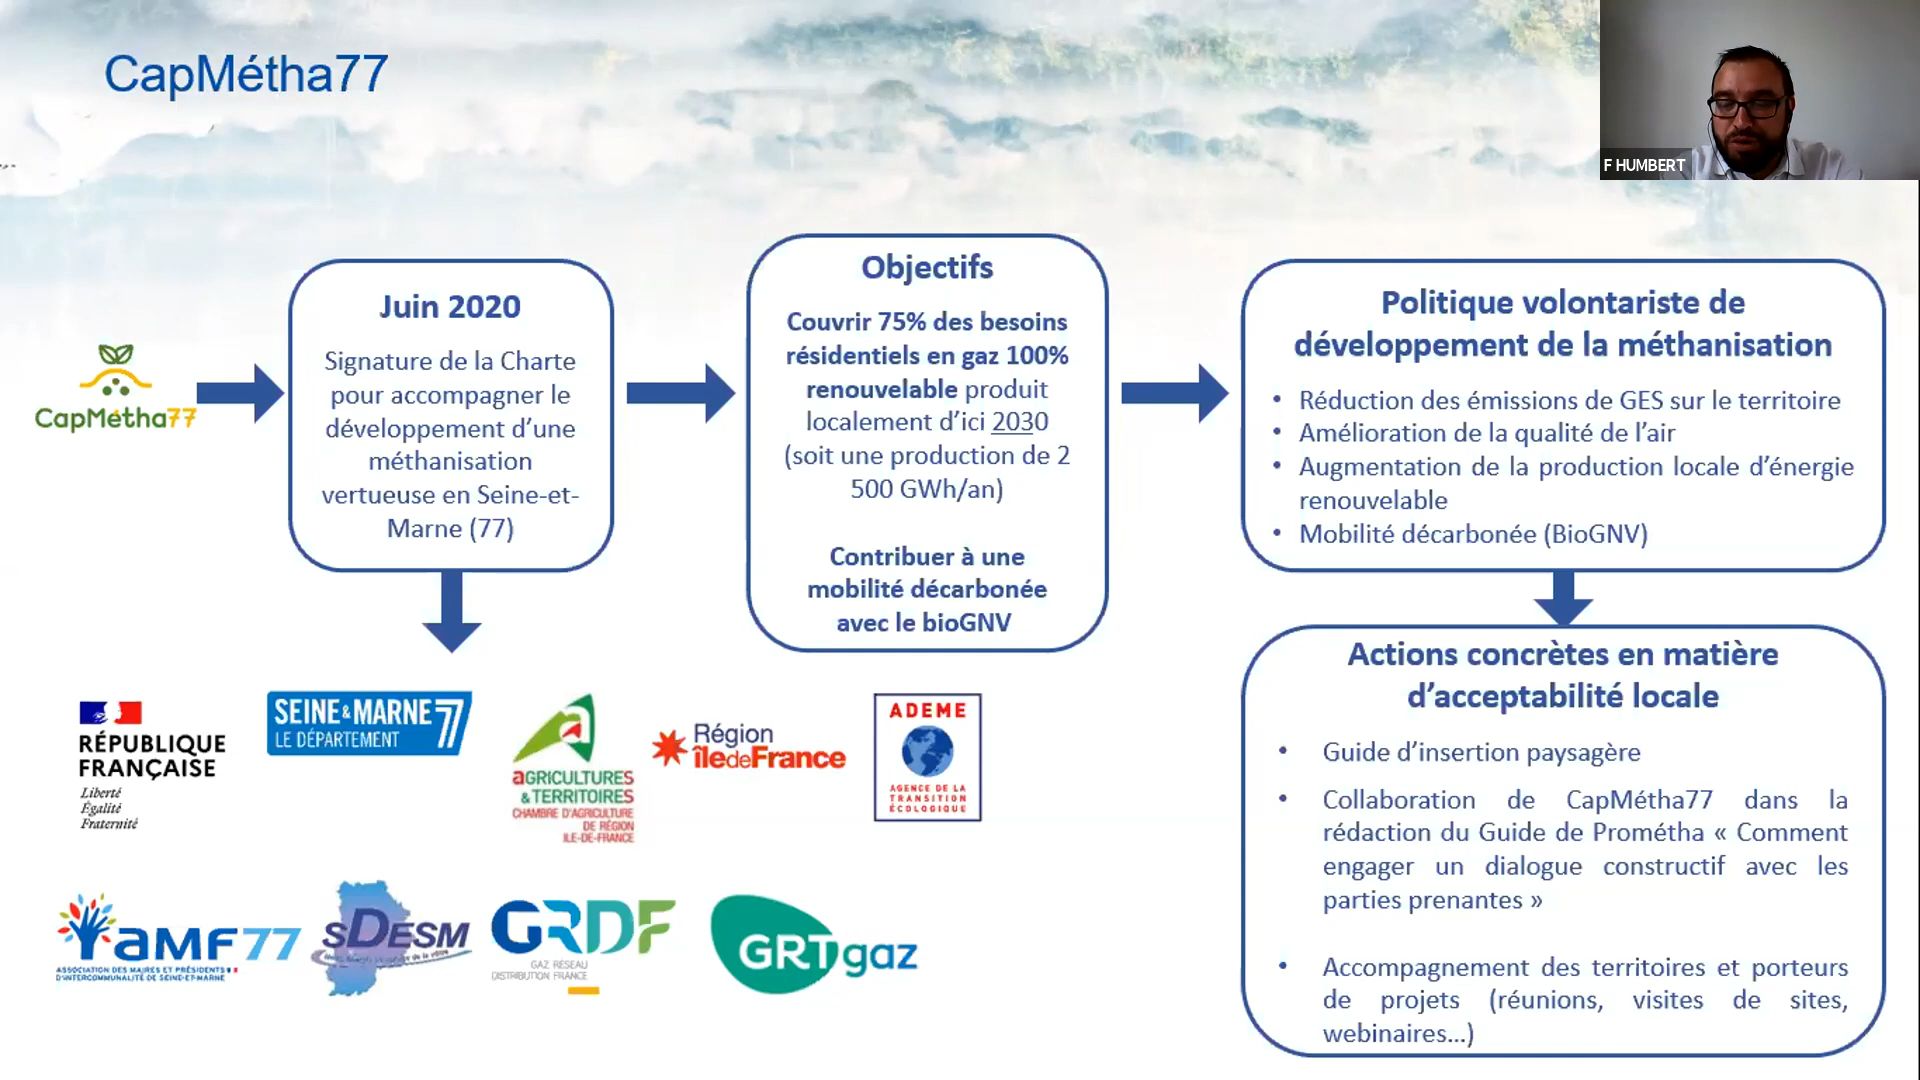 CapMétha77
F HUMBERT
CapMétha77
Juin 2020
Signature de la Charte
pour accompagner le
développement d’une
méthanisation
vertueuse en Seine-et-
Marne (77)
Objectifs
Couvrir 75% des besoins
résidentiels en gaz 100%
renouvelable produit
localement d’ici 2030
(soit une production de 2
500 GWh/an)
Contribuer à une
mobilité décarbonée
avec le bioGNV
Politique volontariste de
développement de la méthanisation
• Réduction des émissions de GES sur le territoire
• Amélioration de la qualité de l’air
• Augmentation de la production locale d’énergie
renouvelable
• Mobilité décarbonée (BioGNV)
Actions concrètes en matière
d’acceptabilité locale
• Guide d’insertion paysagère
• Collaboration de CapMétha77 dans la
rédaction du Guide de Prométha « Comment
engager un dialogue constructif avec les
parties prenantes »
• Accompagnement des territoires et porteurs
de projets (réunions, visites de sites,
webinaires...)
RÉPUBLIQUE
FRANÇAISE
Liberté
Égalité
Fraternité
SEINE&MARNE 77
LE DÉPARTEMENT
aGRICULTURES
& TERRITOIRES
CHAMBRE D'AGRICULTURE
DE RÉGION
ILE-DE-FRANCE
Région
îledeFrance
ADEME
AGENCE DE LA
TRANSITION
ÉCOLOGIQUE
aMF77
ASSOCIATION DES MAIRES ET PRÉSIDENTS
D'INTERCOMMUNALITÉ DE SEINE-ET-MARNE
SDESM
GRDF
GAZ RÉSEAU
DISTRIBUTION FRANCE
GRTgaz